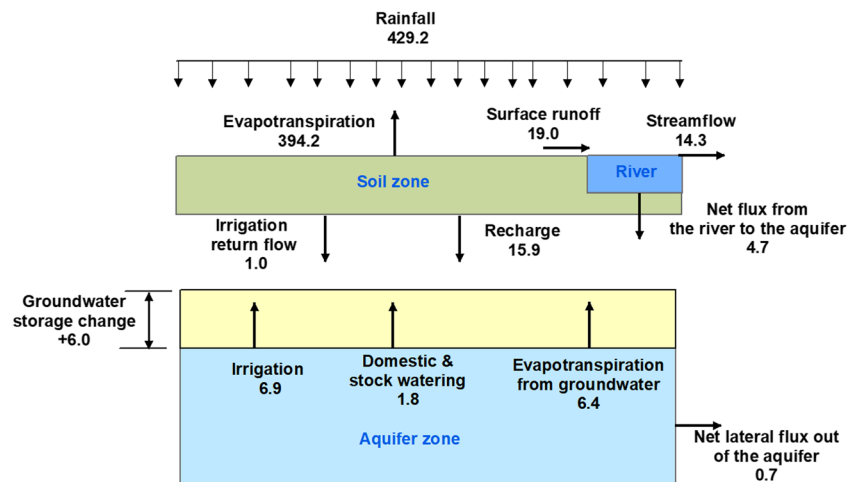 Rainfall
429.2
Evapotranspiration
394.2
Surface runoff
19.0
Streamflow
14.3
Soil zone
River
Irrigation
return flow
1.0
Recharge
15.9
Net flux from
the river to the aquifer
4.7
Groundwater
storage change
+6.0
Irrigation
6.9
Domestic &
stock watering
1.8
Evapotranspiration
from groundwater
6.4
Aquifer zone
Net lateral flux out
of the aquifer
0.7